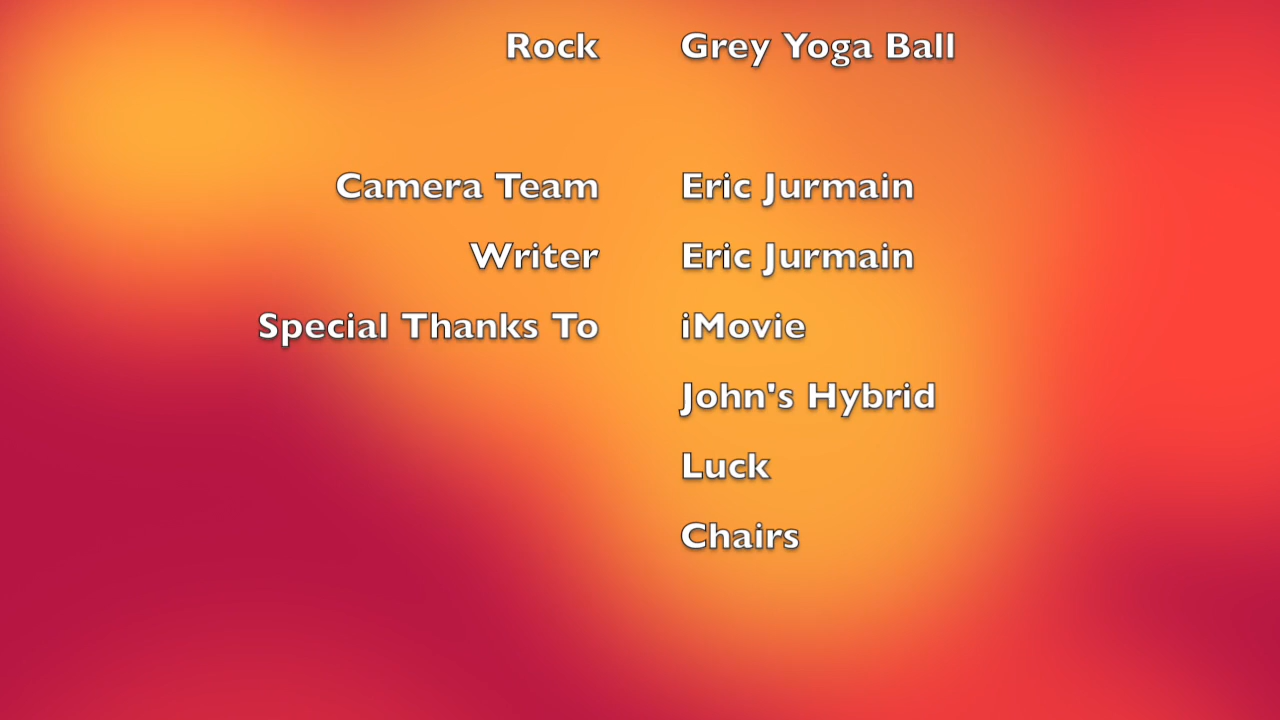 Rock Grey Yoga Ball
Camera Team Eric Jurmain
Writer Eric Jurmain
Special Thanks To iMovie
John's Hybrid
Luck
Chairs